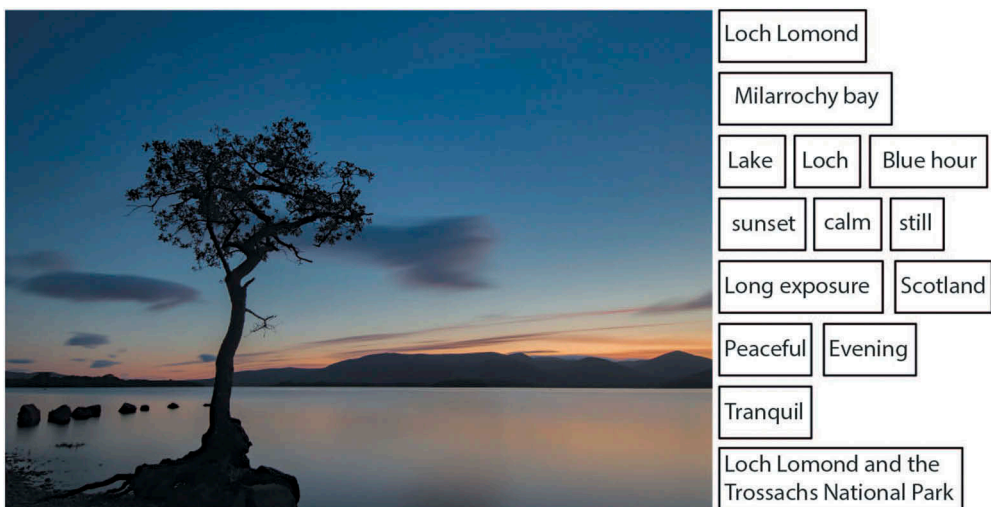 Loch Lomond
Milarrochy bay
Lake Loch Blue hour
sunset calm still
Long exposure Scotland
Peaceful Evening
Tranquil
Loch Lomond and the
Trossachs National Park